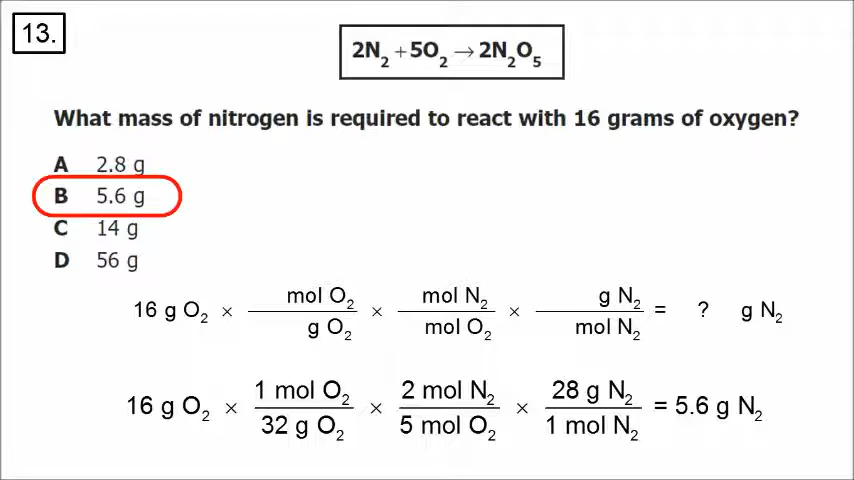 13.
2N₂ + 5O₂ → 2N₂O₅
What mass of nitrogen is required to react with 16 grams of oxygen?
A 2.8 g
B 5.6 g
C 14 g
D 56 g
16 g O₂ × mol O₂ / g O₂ × mol N₂ / mol O₂ × g N₂ / mol N₂ = ? g N₂
16 g O₂ × 1 mol O₂ / 32 g O₂ × 2 mol N₂ / 5 mol O₂ × 28 g N₂ / 1 mol N₂ = 5.6 g N₂